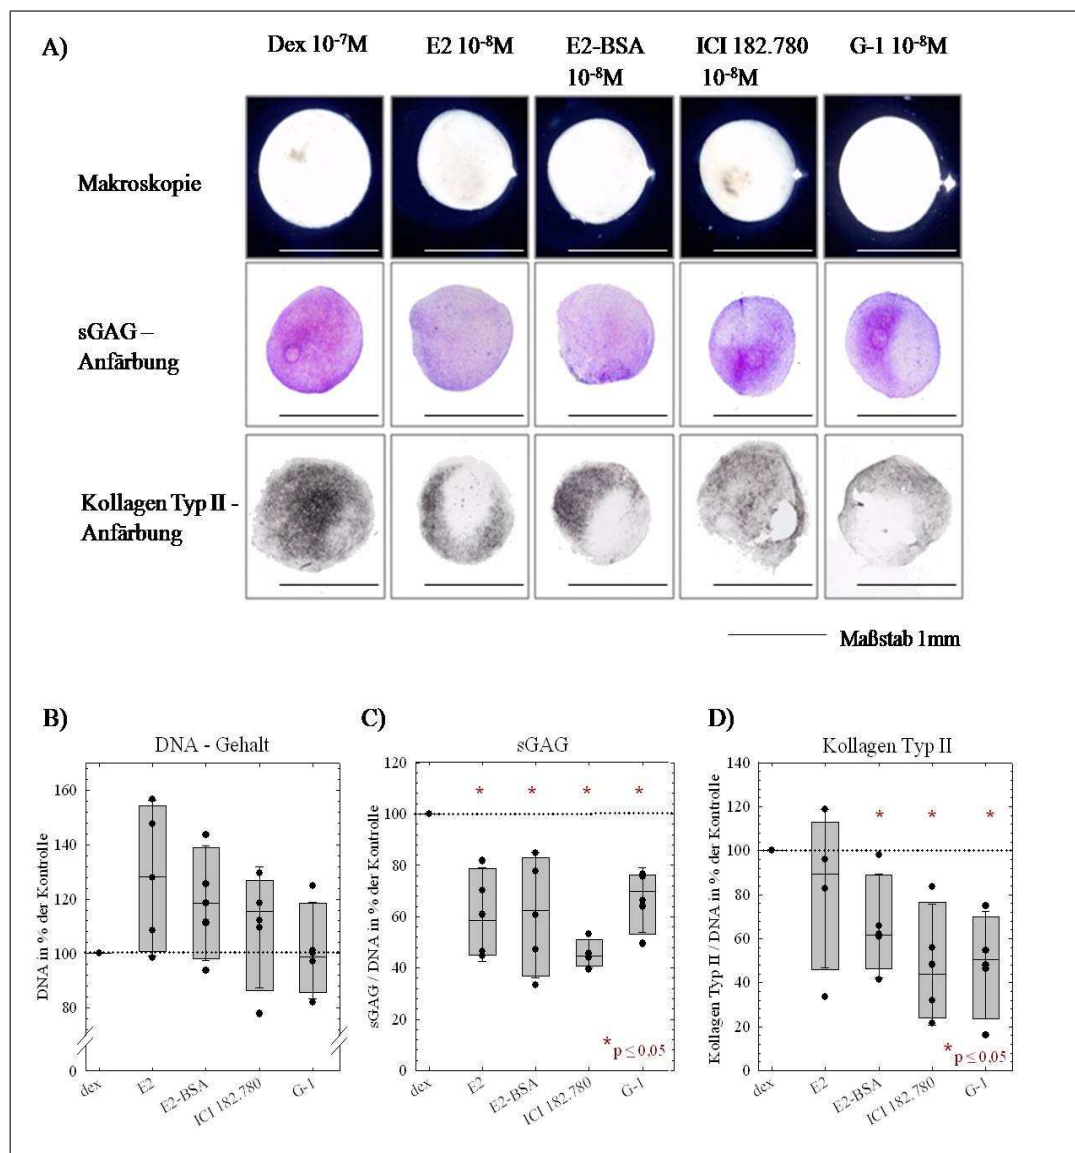 A)
Dex 10⁻⁷M
E2 10⁻⁸M
E2-BSA
10⁻⁸M
ICI 182.780
10⁻⁸M
G-1 10⁻⁸M
Makroskopie
sGAG –
Anfärbung
Kollagen Typ II -
Anfärbung
Maßstab 1mm
B)
DNA - Gehalt
DNA in % der Kontrolle
160
140
120
100
80
0
dex
E2
E2-BSA
ICI 182.780
G-1
C)
sGAG
sGAG / DNA in % der Kontrolle
120
100
80
60
40
20
0
* * * *
* p ≤ 0,05
dex
E2
E2-BSA
ICI 182.780
G-1
D)
Kollagen Typ II
Kollagen Typ II / DNA in % der Kontrolle
140
120
100
80
60
40
20
0
* * *
* p ≤ 0,05
dex
E2
E2-BSA
ICI 182.780
G-1